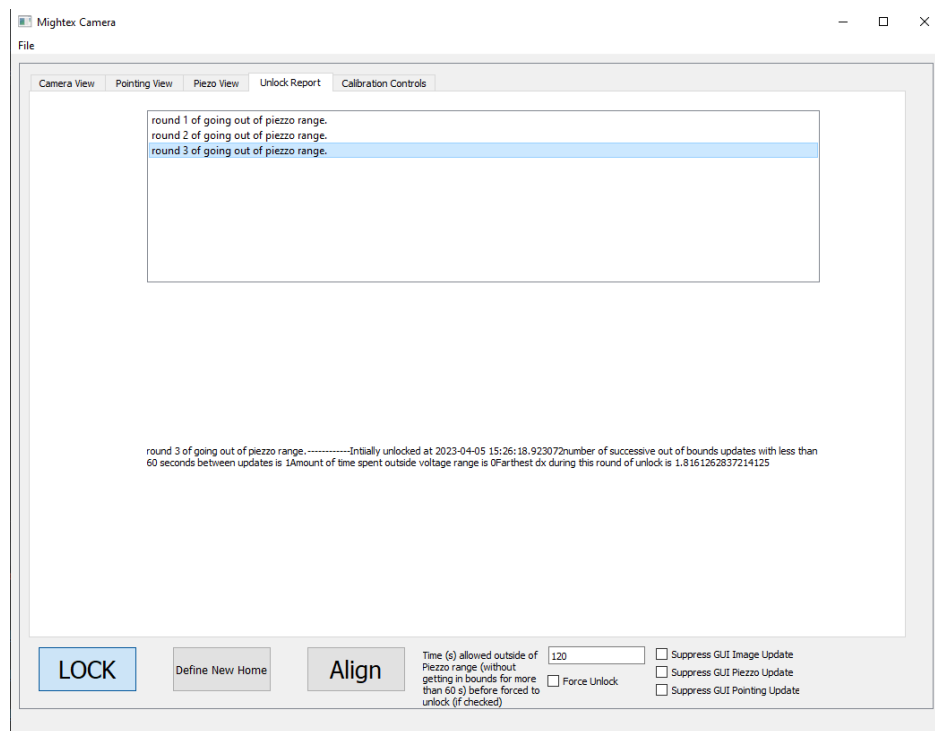 Mightex Camera
File
Camera View Pointing View Piezo View Unlock Report Calibration Controls
round 1 of going out of piezzo range.
round 2 of going out of piezzo range.
round 3 of going out of piezzo range.
round 3 of going out of piezzo range.------------Intiially unlocked at 2023-04-05 15:26:18.923072number of successive out of bounds updates with less than
60 seconds between updates is 1Amount of time spent outside voltage range is 0Farthest dx during this round of unlock is 1.8161262837214125
LOCK
Define New Home
Align
Time (s) allowed outside of
Piezzo range (without
getting in bounds for more
than 60 s) before forced to
unlock (if checked)
120
Force Unlock
Suppress GUI Image Update
Suppress GUI Piezzo Update
Suppress GUI Pointing Update